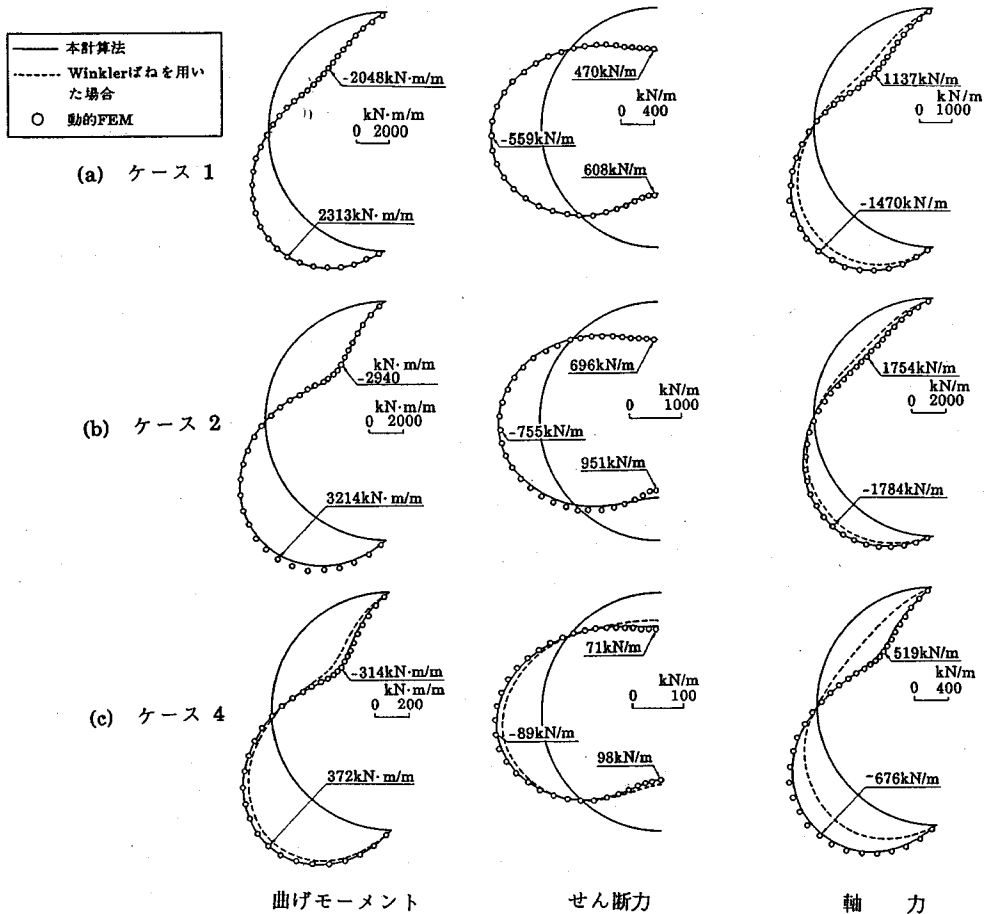 本計算法
Winklerばねを用い
た場合
動的FEM
(a) ケース 1
-2048kN·m/m
kN·m/m
0 2000
2313kN·m/m
470kN/m
kN/m
0 400
-559kN/m
608kN/m
1137kN/m
kN/m
0 1000
-1470kN/m
(b) ケース 2
kN·m/m
-2940
kN·m/m
0 2000
3214kN·m/m
696kN/m
kN/m
0 1000
-755kN/m
951kN/m
1754kN/m
kN/m
0 2000
-1784kN/m
(c) ケース 4
-314kN·m/m
kN·m/m
0 200
372kN·m/m
71kN/m
kN/m
0 100
-89kN/m
98kN/m
519kN/m
kN/m
0 400
-676kN/m
曲げモーメント
せん断力
軸 力